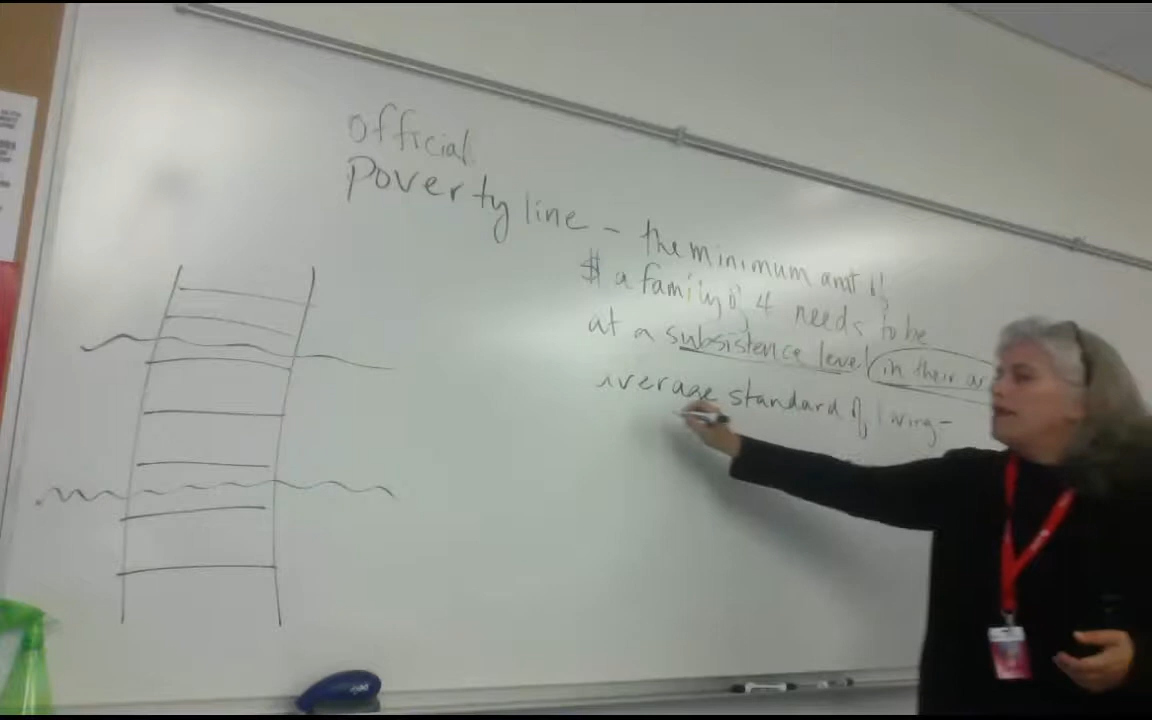 official
Poverty line - the minimum amt of
$ a family of 4 needs to be
at a subsistence level in their ar
average standard of living -